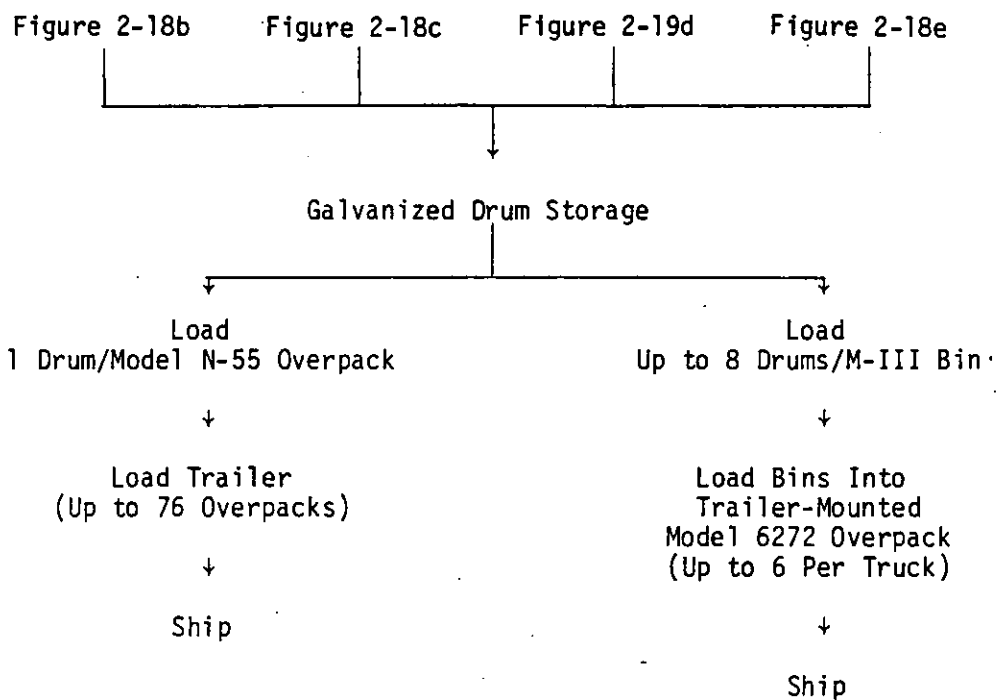 Figure 2-18b Figure 2-18c Figure 2-19d Figure 2-18e
Galvanized Drum Storage
Load
1 Drum/Model N-55 Overpack
Load Trailer
(Up to 76 Overpacks)
Ship
Load
Up to 8 Drums/M-III Bin
Load Bins Into
Trailer-Mounted
Model 6272 Overpack
(Up to 6 Per Truck)
Ship